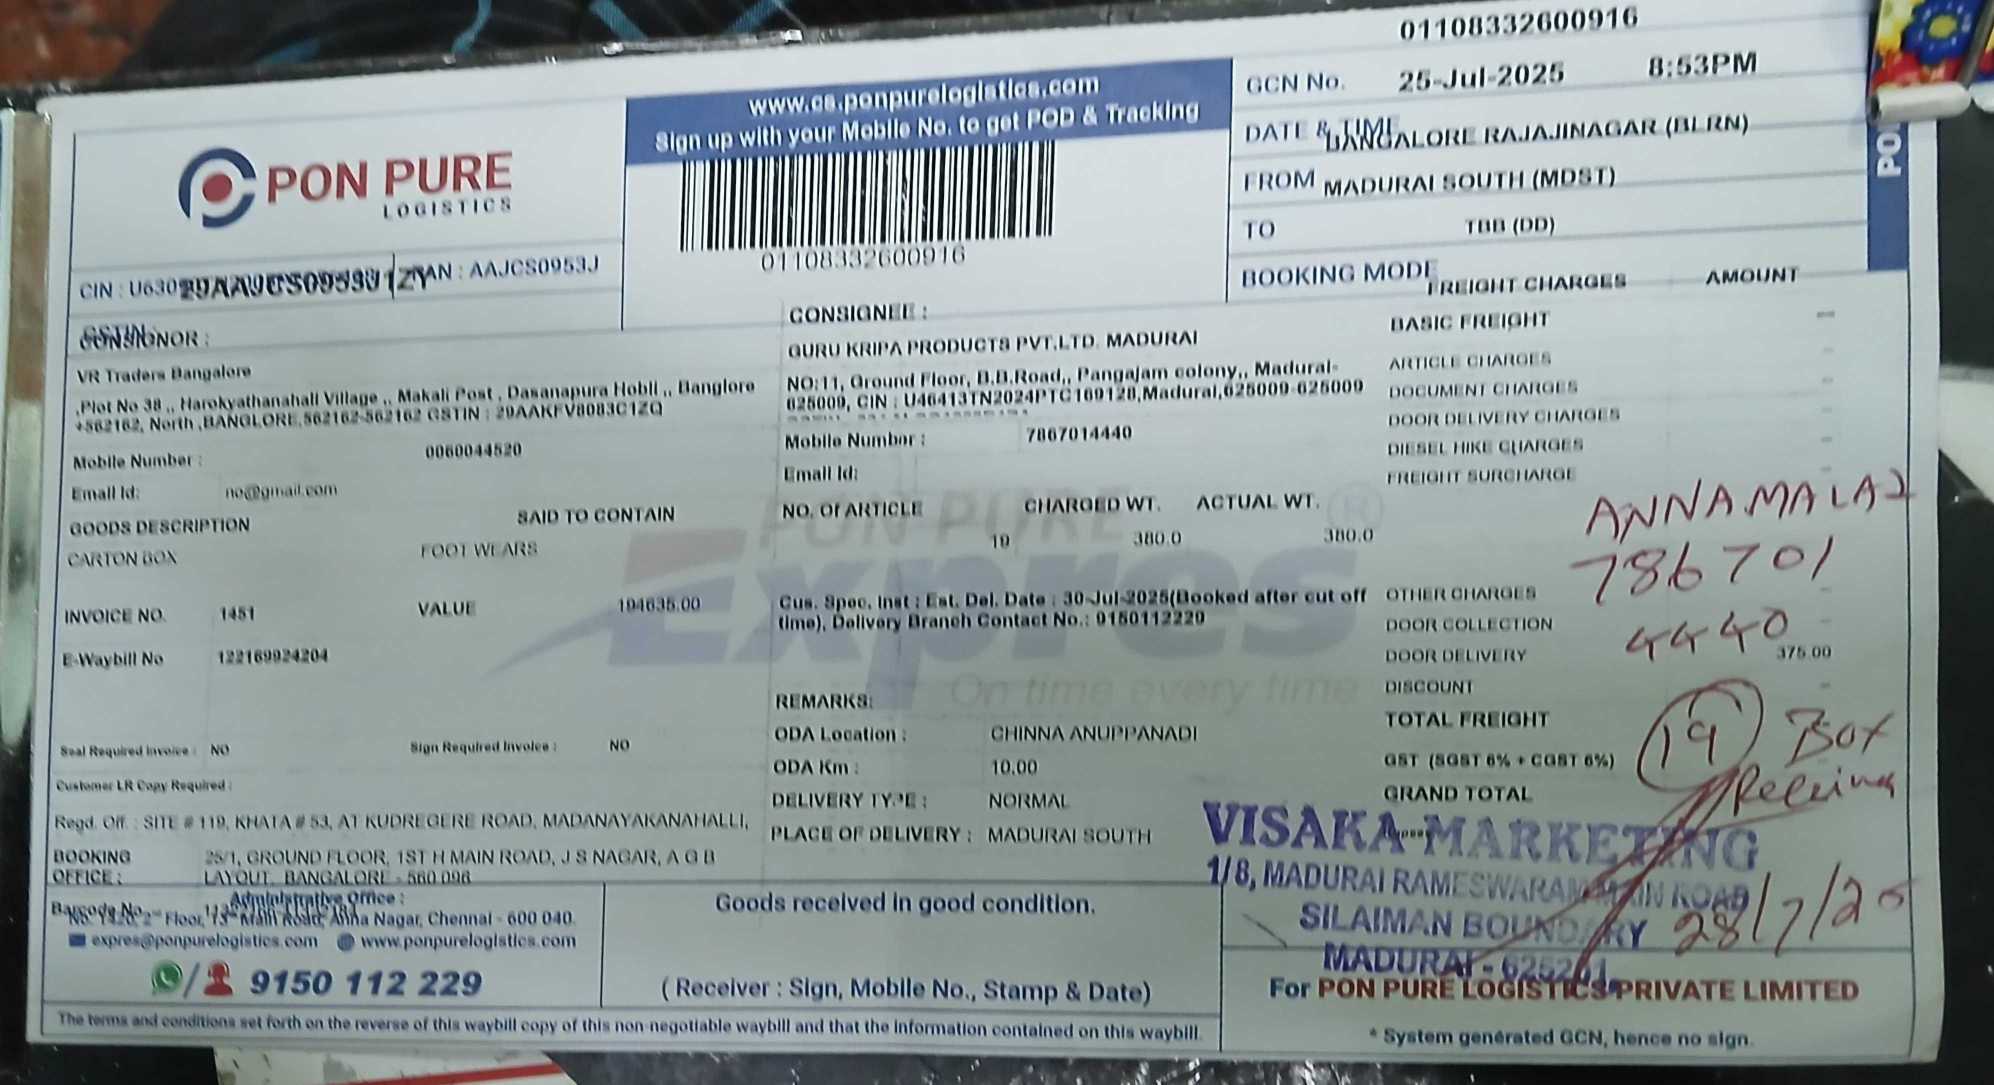 01108332600916
www.cs.ponpurelogistics.com
Sign up with your Mobile No. to get POD & Tracking
GCN No. 25-Jul-2025 8:53PM
DATE & TIME BANGALORE RAJAJINAGAR (BLRN)
FROM MADURAI SOUTH (MDST)
TO TBB (DD)
BOOKING MODE
PON PURE
LOGISTICS
01108332600916
CIN : PAN : AAJCS0953J
29AAJCS0953J1ZY
GSTIN
CONSIGNOR :
VR Traders Bangalore
,Plot No 38 ,, Harokyathanahali Village ,, Makali Post , Dasanapura Hobli ,, Banglore
+562162, North ,BANGLORE,562162-562162 GSTIN : 29AAKFV8083C1ZQ
Mobile Number : 0060044520
Email Id: no@gmail.com
GOODS DESCRIPTION SAID TO CONTAIN
CARTON BOX FOOT WEARS
INVOICE NO. 1451 VALUE 194635.00
E-Waybill No 122169924204
Seal Required Invoice : NO Sign Required Invoice : NO
Customer LR Copy Required :
Regd. Off. : SITE # 119, KHATA # 53, AT KUDREGERE ROAD, MADANAYAKANAHALLI,
BOOKING OFFICE : 25/1, GROUND FLOOR, 1ST H MAIN ROAD, J S NAGAR, A G B
LAYOUT, BANGALORE - 560 096
CONSIGNEE :
GURU KRIPA PRODUCTS PVT.LTD. MADURAI
NO:11, Ground Floor, B.B.Road,, Pangajam colony,, Madurai-
625009, CIN : U46413TN2024PTC169128,Madurai,625009-625009
Mobile Number : 7867014440
Email Id:
NO. Of ARTICLE CHARGED WT. ACTUAL WT.
19 380.0 380.0
PON PURE
Expres
On time every time
Cus. Spec. Inst : Est. Del. Date : 30-Jul-2025(Booked after cut off
time), Delivery Branch Contact No.: 9150112229
REMARKS:
ODA Location : CHINNA ANUPPANADI
ODA Km : 10.00
DELIVERY TYPE : NORMAL
PLACE OF DELIVERY : MADURAI SOUTH
FREIGHT CHARGES AMOUNT
BASIC FREIGHT
ARTICLE CHARGES
DOCUMENT CHARGES
DOOR DELIVERY CHARGES
DIESEL HIKE CHARGES
FREIGHT SURCHARGE
OTHER CHARGES
DOOR COLLECTION
DOOR DELIVERY 375.00
DISCOUNT
TOTAL FREIGHT
GST (SGST 6% + CGST 6%)
GRAND TOTAL
ANNAMALAI
786701
4440
19 Box
28/7/25
VISAKA MARKETING
1/8, MADURAI RAMESWARAM MAIN ROAD
SILAIMAN BOUNDARY
MADURAI - 625201.
Barcode No
Administrative Office :
Floor, 13th Main Road, Anna Nagar, Chennai - 600 040.
expres@ponpurelogistics.com www.ponpurelogistics.com
9150 112 229
Goods received in good condition.
( Receiver : Sign, Mobile No., Stamp & Date)
For PON PURE LOGISTICS PRIVATE LIMITED
The terms and conditions set forth on the reverse of this waybill copy of this non-negotiable waybill and that the information contained on this waybill.
* System generated GCN, hence no sign.